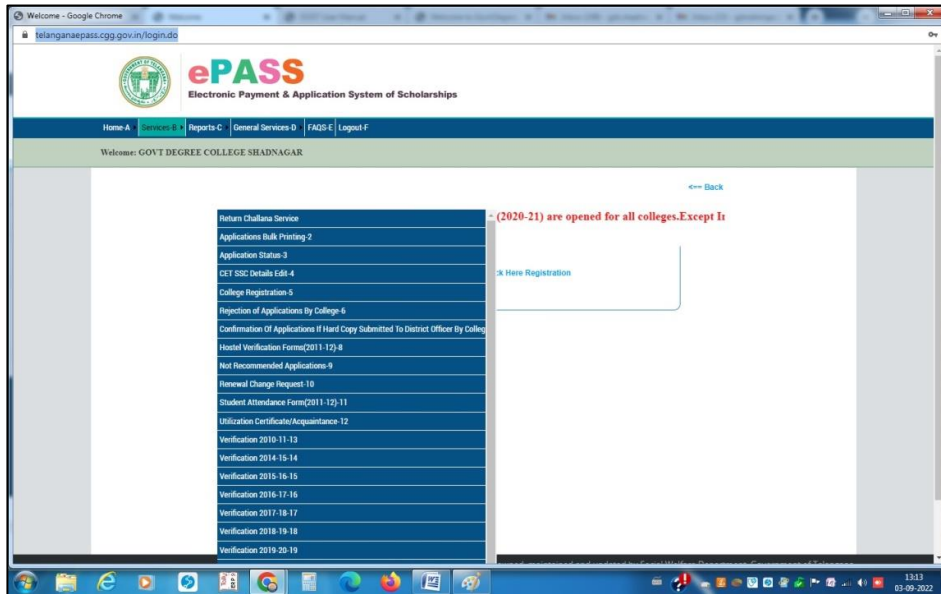 Welcome - Google Chrome
telanganaepass.cgg.gov.in/login.do
ePASS
Electronic Payment & Application System of Scholarships
Home-A Services-B Reports-C General Services-D FAQS-E Logout-F
Welcome: GOVT DEGREE COLLEGE SHADNAGAR
<== Back
(2020-21) are opened for all colleges.Except
Return Challana Service
Applications Bulk Printing-2
Application Status-3
CET SSC Details Edit-4
Here Registration
College Registration-5
Rejection of Applications By College-6
Confirmation Of Applications If Hard Copy Submitted To District Officer By Colleg
Hostel Verification Forms(2011-12)-8
Not Recommended Applications-9
Renewal Change Request-10
Student Attendance Form(2011-12)-11
Utilization Certificate/Acquaintance-12
Verification 2010-11-13
Verification 2014-15-14
Verification 2015-16-15
Verification 2016-17-16
Verification 2017-18-17
Verification 2018-19-18
Verification 2019-20-19
13:13
03-09-2022